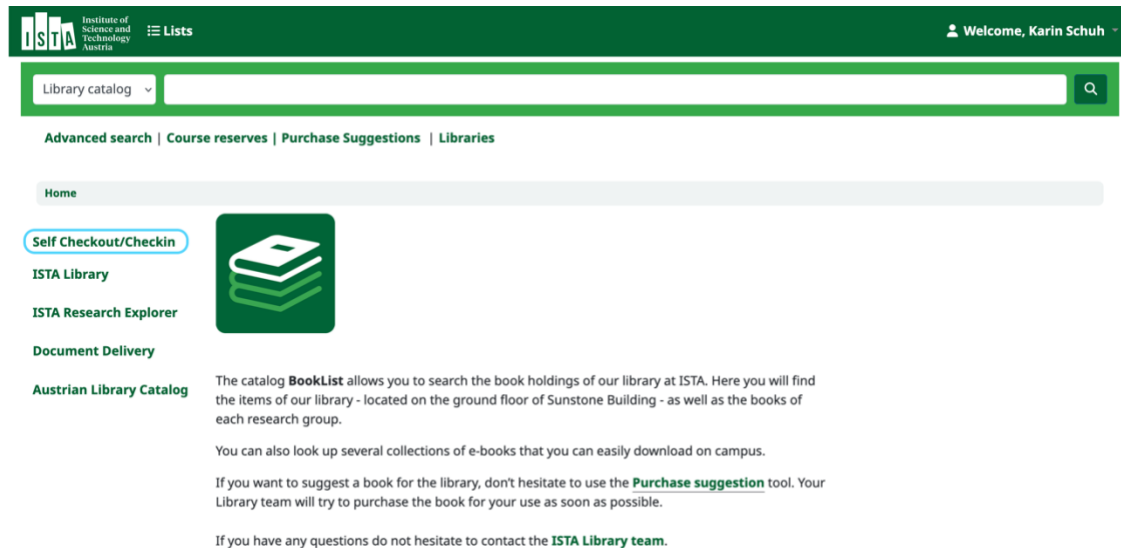 ISTA
Institute of
Science and
Technology
Austria
Lists
Welcome, Karin Schuh
Library catalog
Advanced search | Course reserves | Purchase Suggestions | Libraries
Home
Self Checkout/Checkin
ISTA Library
ISTA Research Explorer
Document Delivery
Austrian Library Catalog
The catalog BookList allows you to search the book holdings of our library at ISTA. Here you will find
the items of our library - located on the ground floor of Sunstone Building - as well as the books of
each research group.
You can also look up several collections of e-books that you can easily download on campus.
If you want to suggest a book for the library, don't hesitate to use the Purchase suggestion tool. Your
Library team will try to purchase the book for your use as soon as possible.
If you have any questions do not hesitate to contact the ISTA Library team.